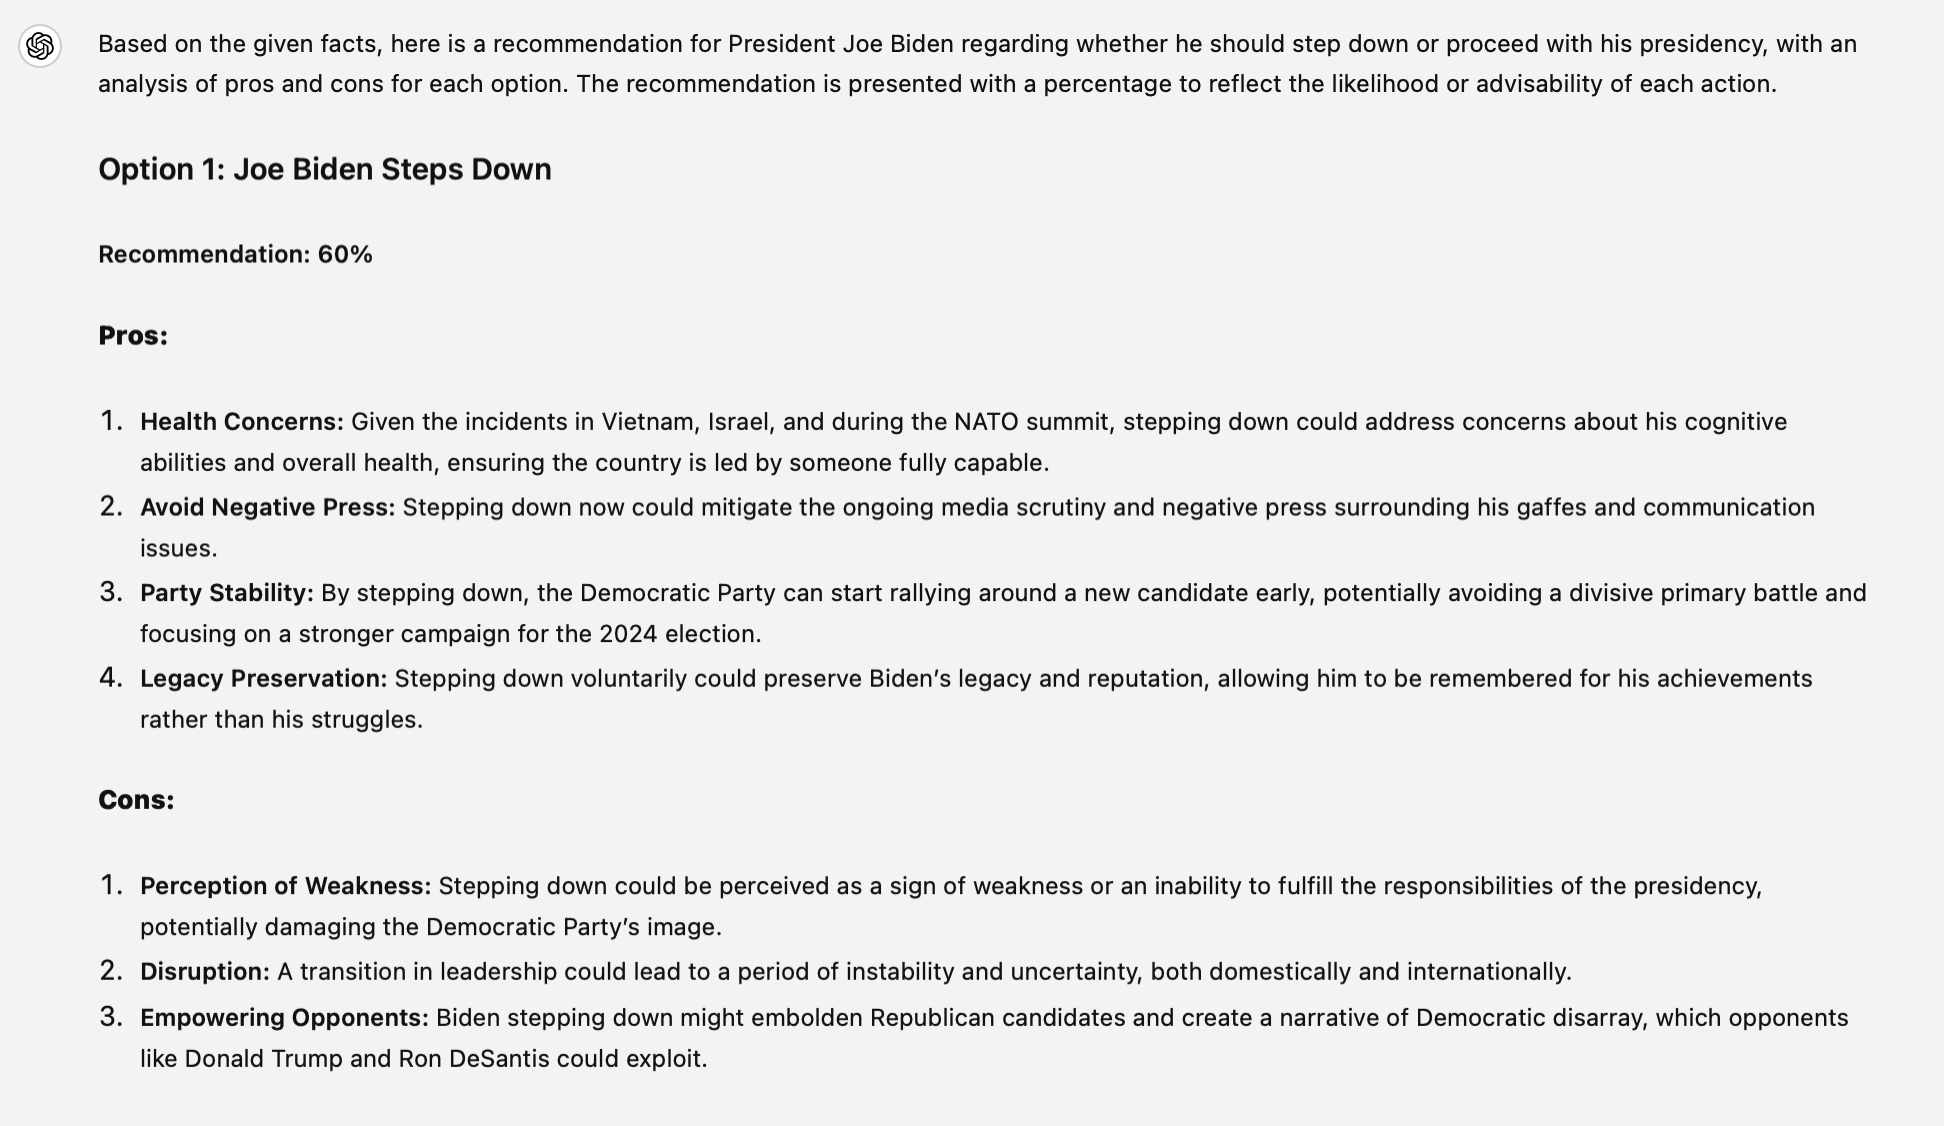 Based on the given facts, here is a recommendation for President Joe Biden regarding whether he should step down or proceed with his presidency, with an
analysis of pros and cons for each option. The recommendation is presented with a percentage to reflect the likelihood or advisability of each action.
Option 1: Joe Biden Steps Down
Recommendation: 60%
Pros:
1. Health Concerns: Given the incidents in Vietnam, Israel, and during the NATO summit, stepping down could address concerns about his cognitive
abilities and overall health, ensuring the country is led by someone fully capable.
2. Avoid Negative Press: Stepping down now could mitigate the ongoing media scrutiny and negative press surrounding his gaffes and communication
issues.
3. Party Stability: By stepping down, the Democratic Party can start rallying around a new candidate early, potentially avoiding a divisive primary battle and
focusing on a stronger campaign for the 2024 election.
4. Legacy Preservation: Stepping down voluntarily could preserve Biden’s legacy and reputation, allowing him to be remembered for his achievements
rather than his struggles.
Cons:
1. Perception of Weakness: Stepping down could be perceived as a sign of weakness or an inability to fulfill the responsibilities of the presidency,
potentially damaging the Democratic Party’s image.
2. Disruption: A transition in leadership could lead to a period of instability and uncertainty, both domestically and internationally.
3. Empowering Opponents: Biden stepping down might embolden Republican candidates and create a narrative of Democratic disarray, which opponents
like Donald Trump and Ron DeSantis could exploit.